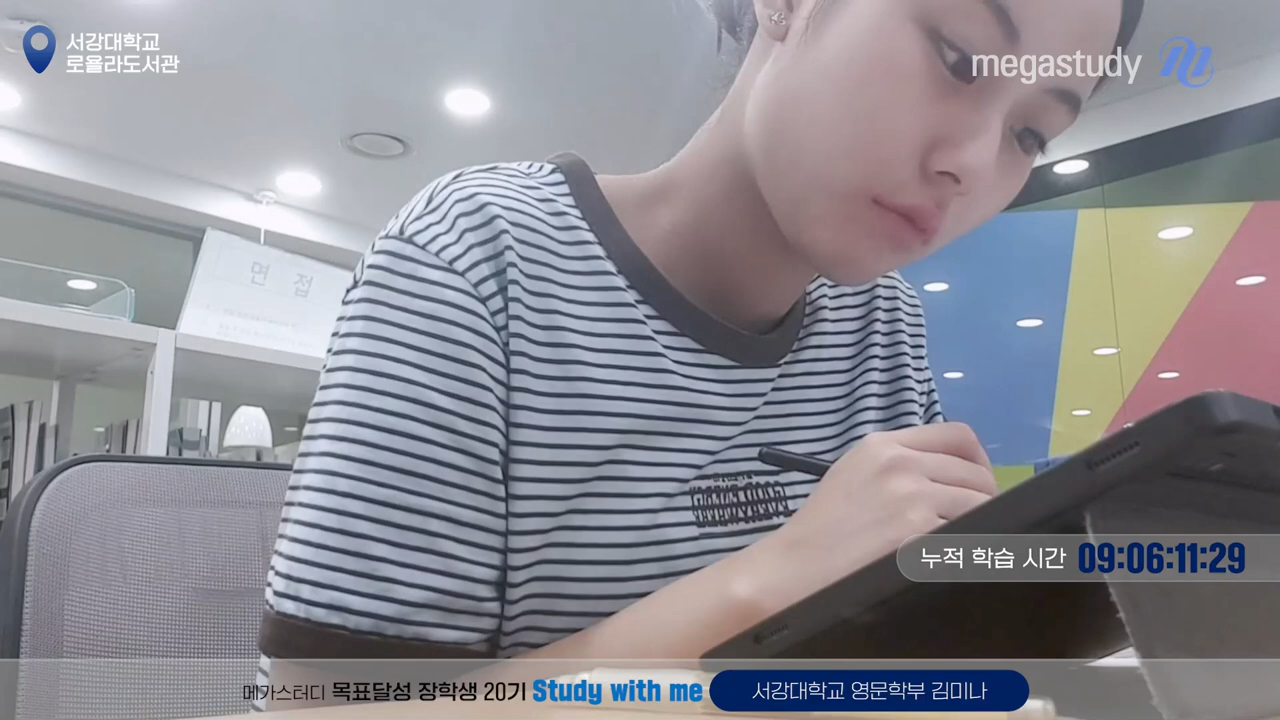 서강대학교
로욜라도서관
megastudy
면 접
누적 학습 시간 09:06:11:29
메가스터디 목표달성 장학생 20기 Study with me 서강대학교 영문학부 김미나